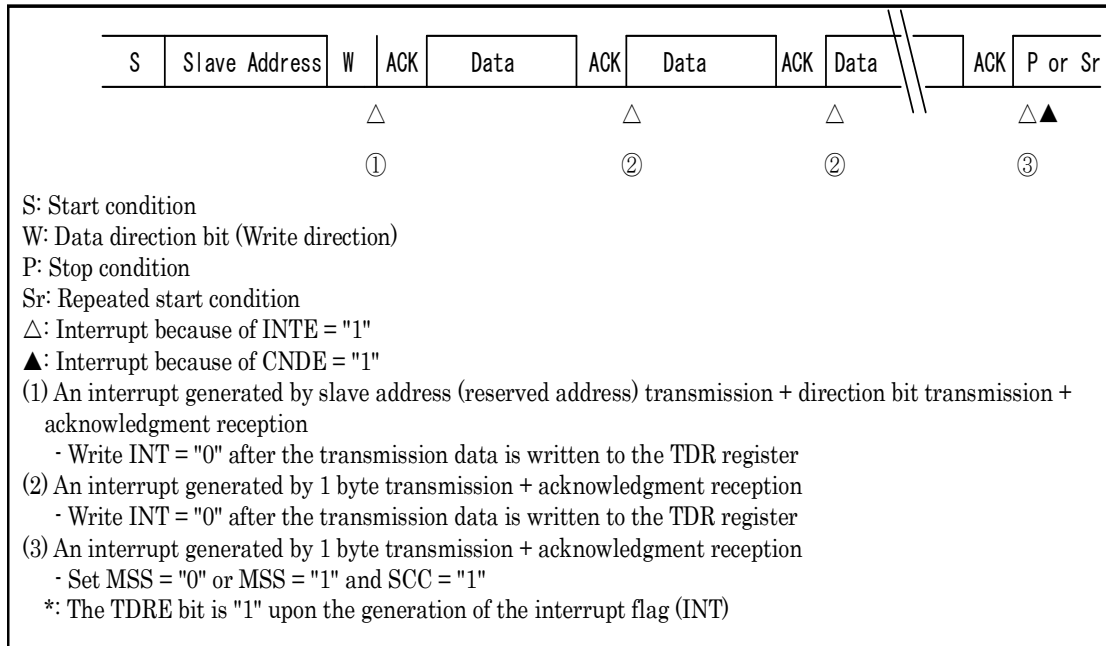 S Slave Address W ACK Data ACK Data ACK Data ACK P or Sr
△ △ △ △▲
① ② ② ③
S: Start condition
W: Data direction bit (Write direction)
P: Stop condition
Sr: Repeated start condition
△: Interrupt because of INTE = "1"
▲: Interrupt because of CNDE = "1"
(1) An interrupt generated by slave address (reserved address) transmission + direction bit transmission +
acknowledgment reception
- Write INT = "0" after the transmission data is written to the TDR register
(2) An interrupt generated by 1 byte transmission + acknowledgment reception
- Write INT = "0" after the transmission data is written to the TDR register
(3) An interrupt generated by 1 byte transmission + acknowledgment reception
- Set MSS = "0" or MSS = "1" and SCC = "1"
*: The TDRE bit is "1" upon the generation of the interrupt flag (INT)